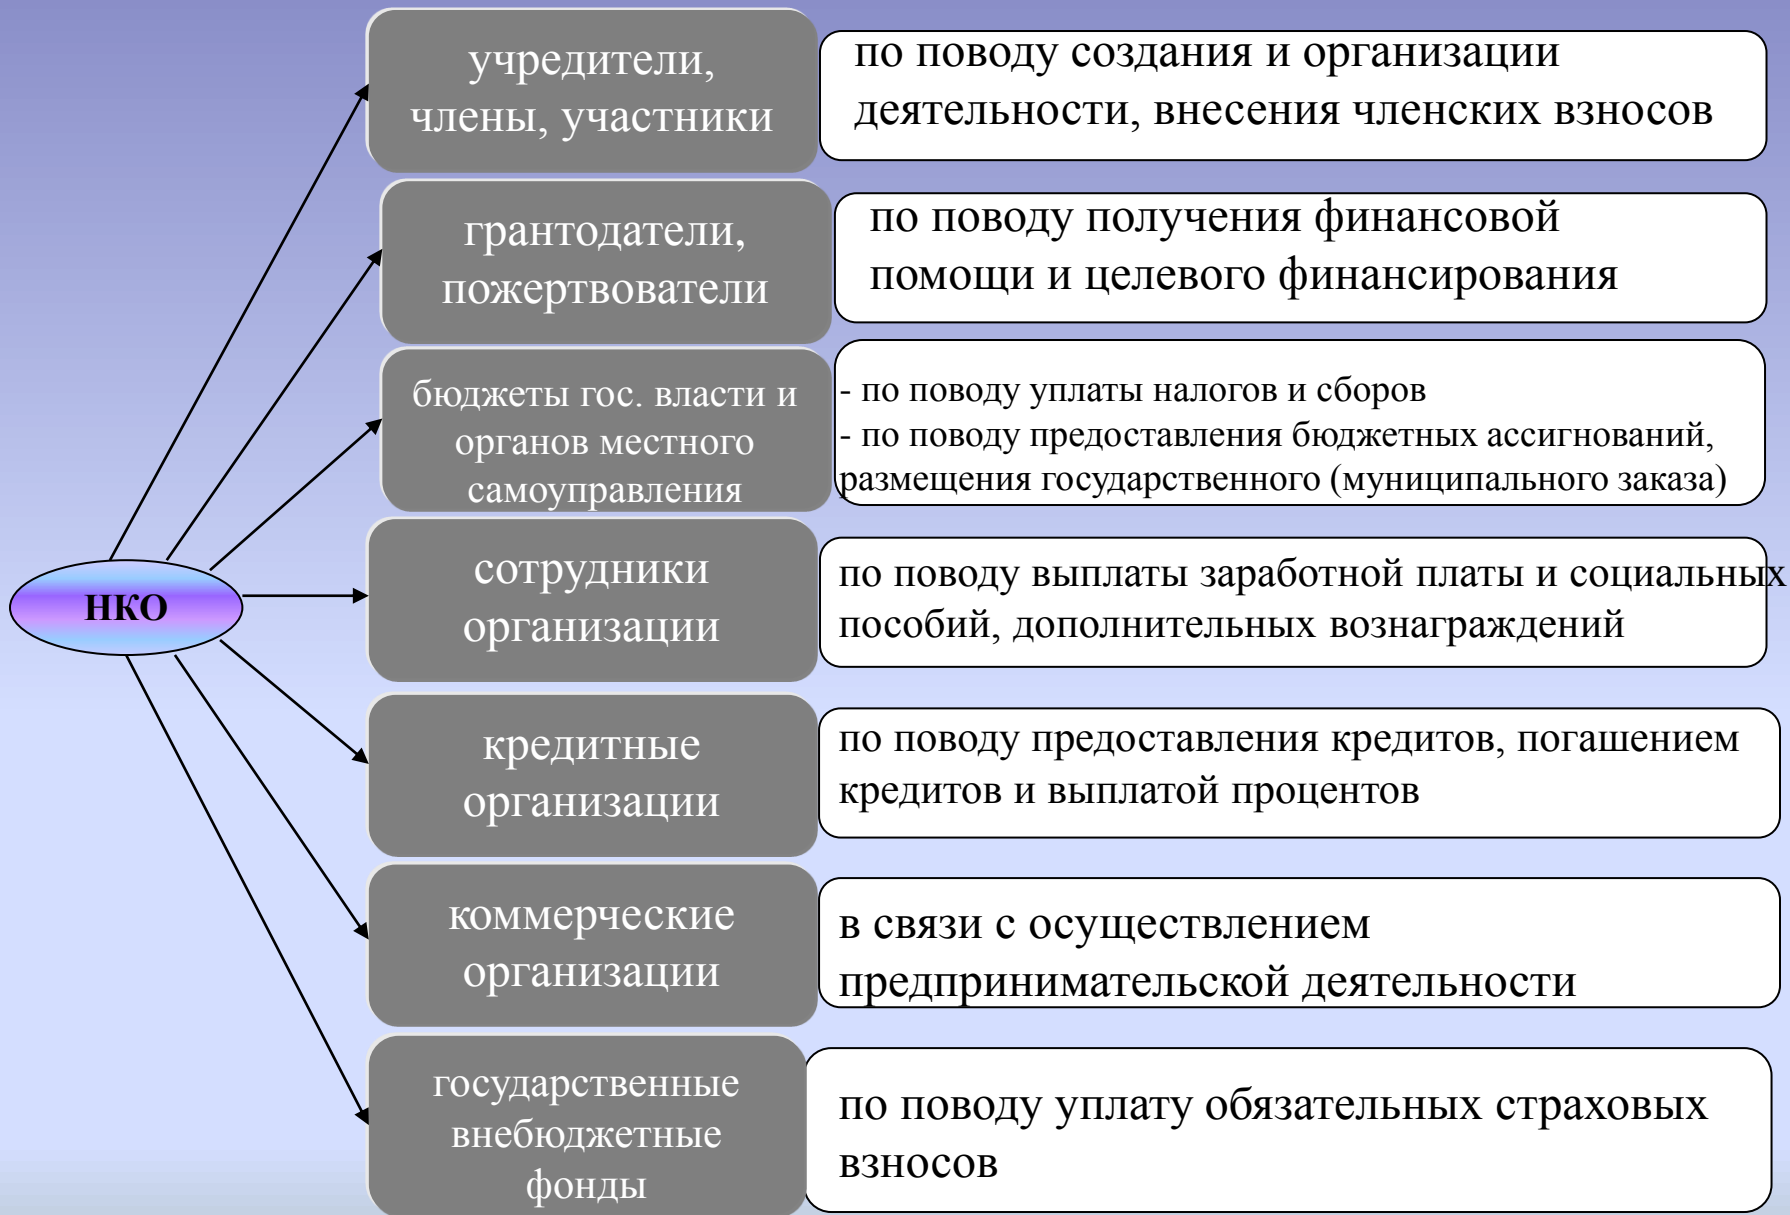 учредители,
члены, участники
по поводу создания и организации
деятельности, внесения членских взносов
грантодатели,
пожертвователи
по поводу получения финансовой
помощи и целевого финансирования
бюджеты гос. власти и
органов местного
самоуправления
- по поводу уплаты налогов и сборов
- по поводу предоставления бюджетных ассигнований,
размещения государственного (муниципального заказа)
НКО
сотрудники
организации
по поводу выплаты заработной платы и социальных
пособий, дополнительных вознаграждений
кредитные
организации
по поводу предоставления кредитов, погашением
кредитов и выплатой процентов
коммерческие
организации
в связи с осуществлением
предпринимательской деятельности
государственные
внебюджетные
фонды
по поводу уплату обязательных страховых
взносов